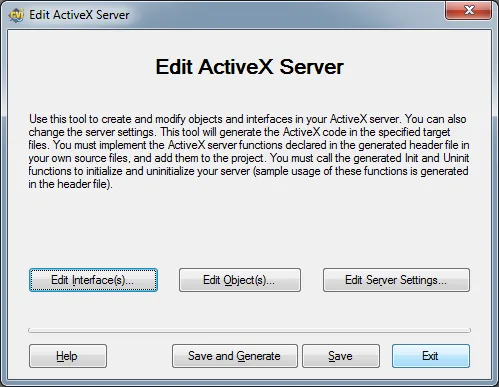 CVI Edit ActiveX Server
Edit ActiveX Server
Use this tool to create and modify objects and interfaces in your ActiveX server. You can also
change the server settings. This tool will generate the ActiveX code in the specified target
files. You must implement the ActiveX server functions declared in the generated header file in
your own source files, and add them to the project. You must call the generated Init and Uninit
functions to initialize and uninitialize your server (sample usage of these functions is generated
in the header file).
Edit Interface(s)... Edit Object(s)... Edit Server Settings...
Help Save and Generate Save Exit